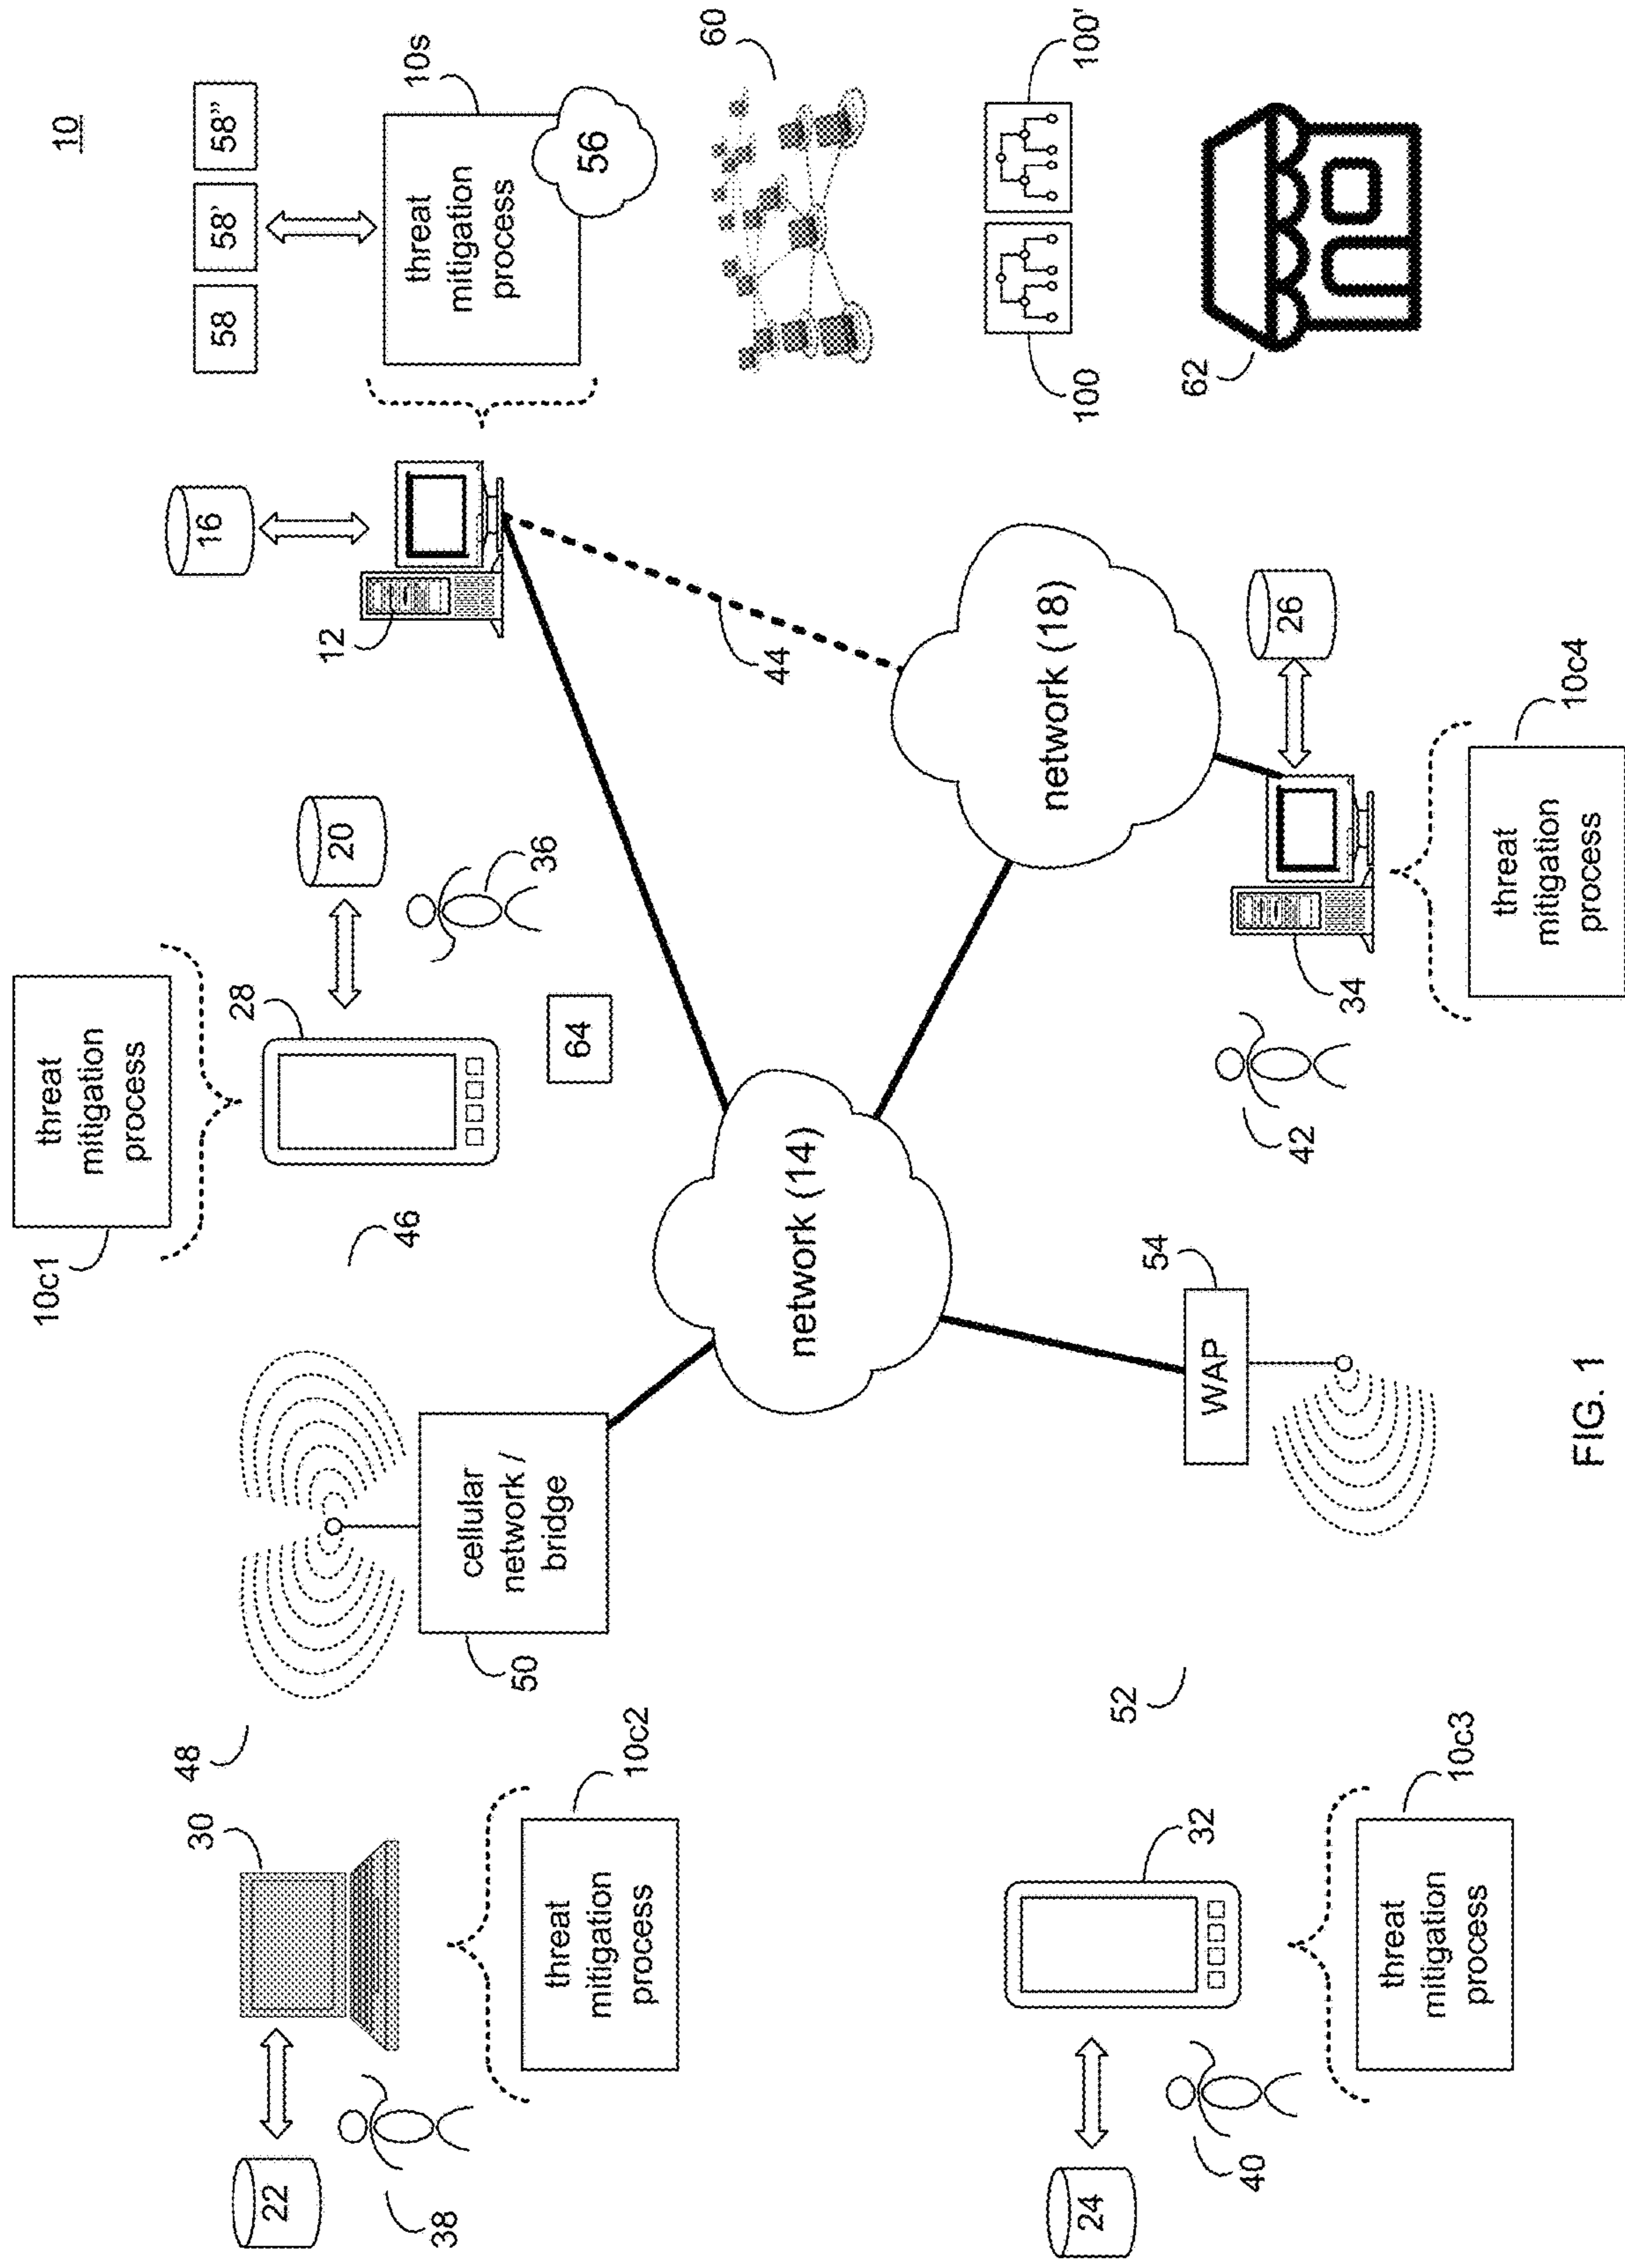 10
10c1
threat
mitigation
process
58
58'
58”
16
10s
threat
mitigation
process
56
48
30
28
20
12
22
46
36
38
cellular
network /
bridge
50
64
threat
mitigation
process
10c2
44
60
network (14)
network (18)
100
100'
52
54
WAP
26
62
24
32
40
42
34
threat
mitigation
process
10c3
threat
mitigation
process
10c4
FIG. 1